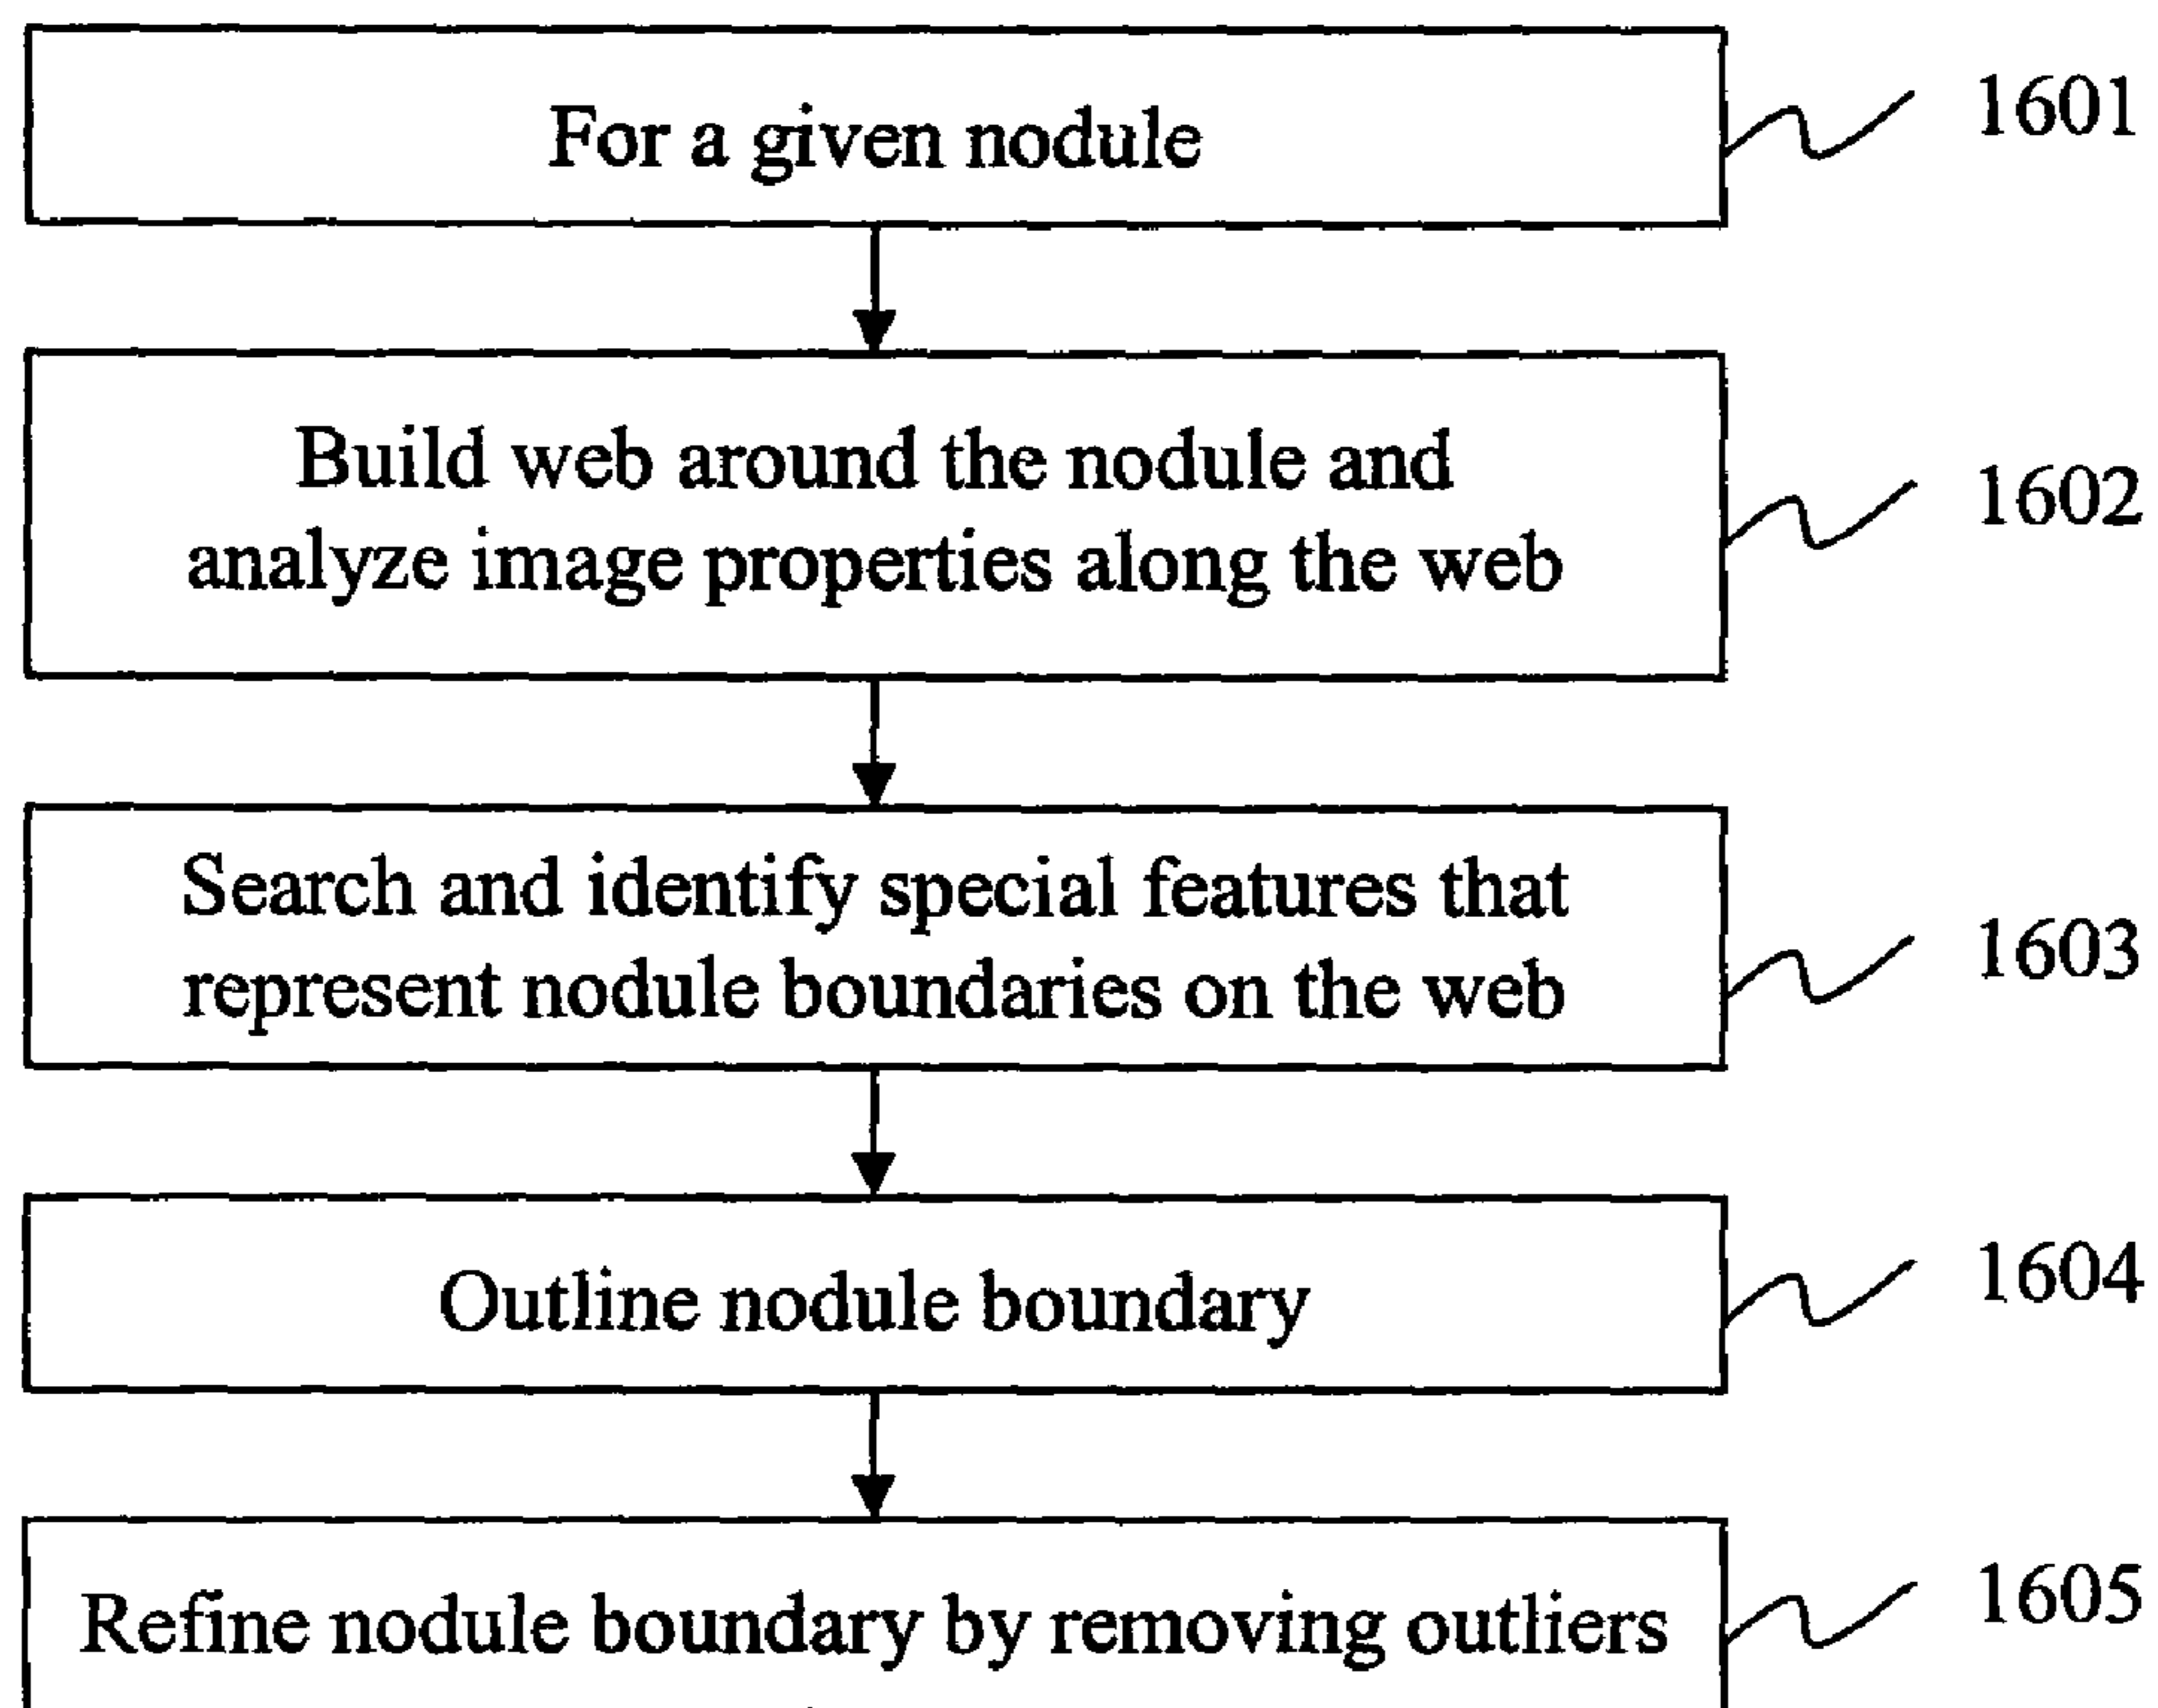 For a given nodule
1601
Build web around the nodule and
analyze image properties along the web
1602
Search and identify special features that
represent nodule boundaries on the web
1603
Outline nodule boundary
1604
Refine nodule boundary by removing outliers
1605